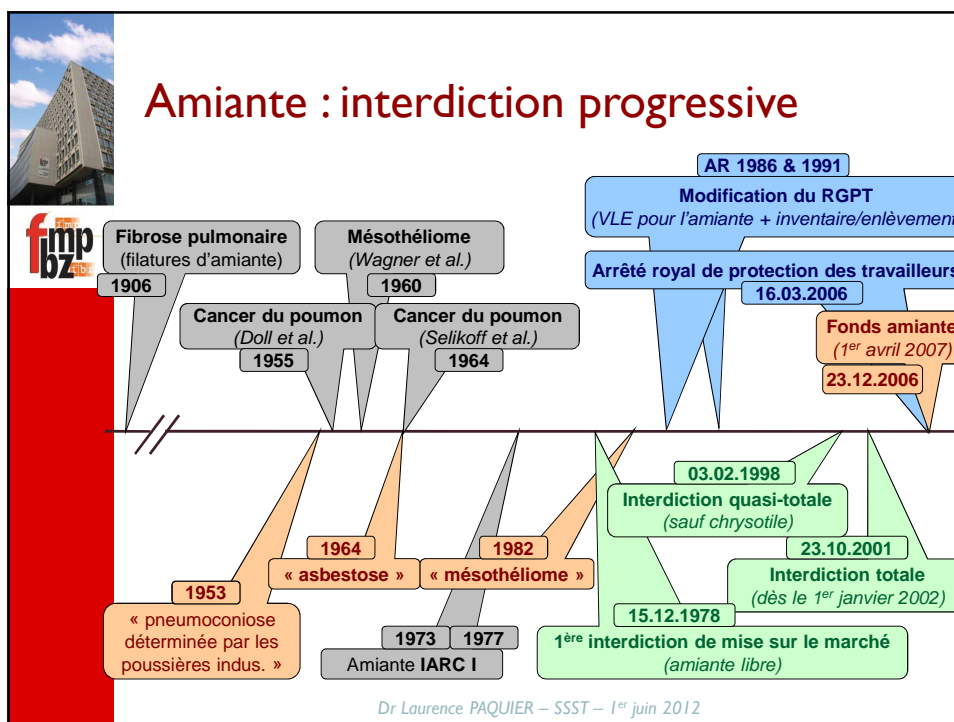 Amiante : interdiction progressive
fmp
bz
AR 1986 & 1991
Modification du RGPT
(VLE pour l'amiante + inventaire/enlèvement
Fibrose pulmonaire
(filatures d'amiante)
1906
Mésothéliome
(Wagner et al.)
1960
Arrêté royal de protection des travailleurs
16.03.2006
Cancer du poumon
(Doll et al.)
1955
Cancer du poumon
(Selikoff et al.)
1964
Fonds amiante
(1er avril 2007)
23.12.2006
03.02.1998
Interdiction quasi-totale
(sauf chrysotile)
1964
« asbestose »
1982
« mésothéliome »
23.10.2001
Interdiction totale
(dès le 1er janvier 2002)
1953
« pneumoconiose
déterminée par les
poussières indus. »
1973
1977
Amiante IARC I
15.12.1978
1ère interdiction de mise sur le marché
(amiante libre)
Dr Laurence PAQUIER – SSST – 1er juin 2012